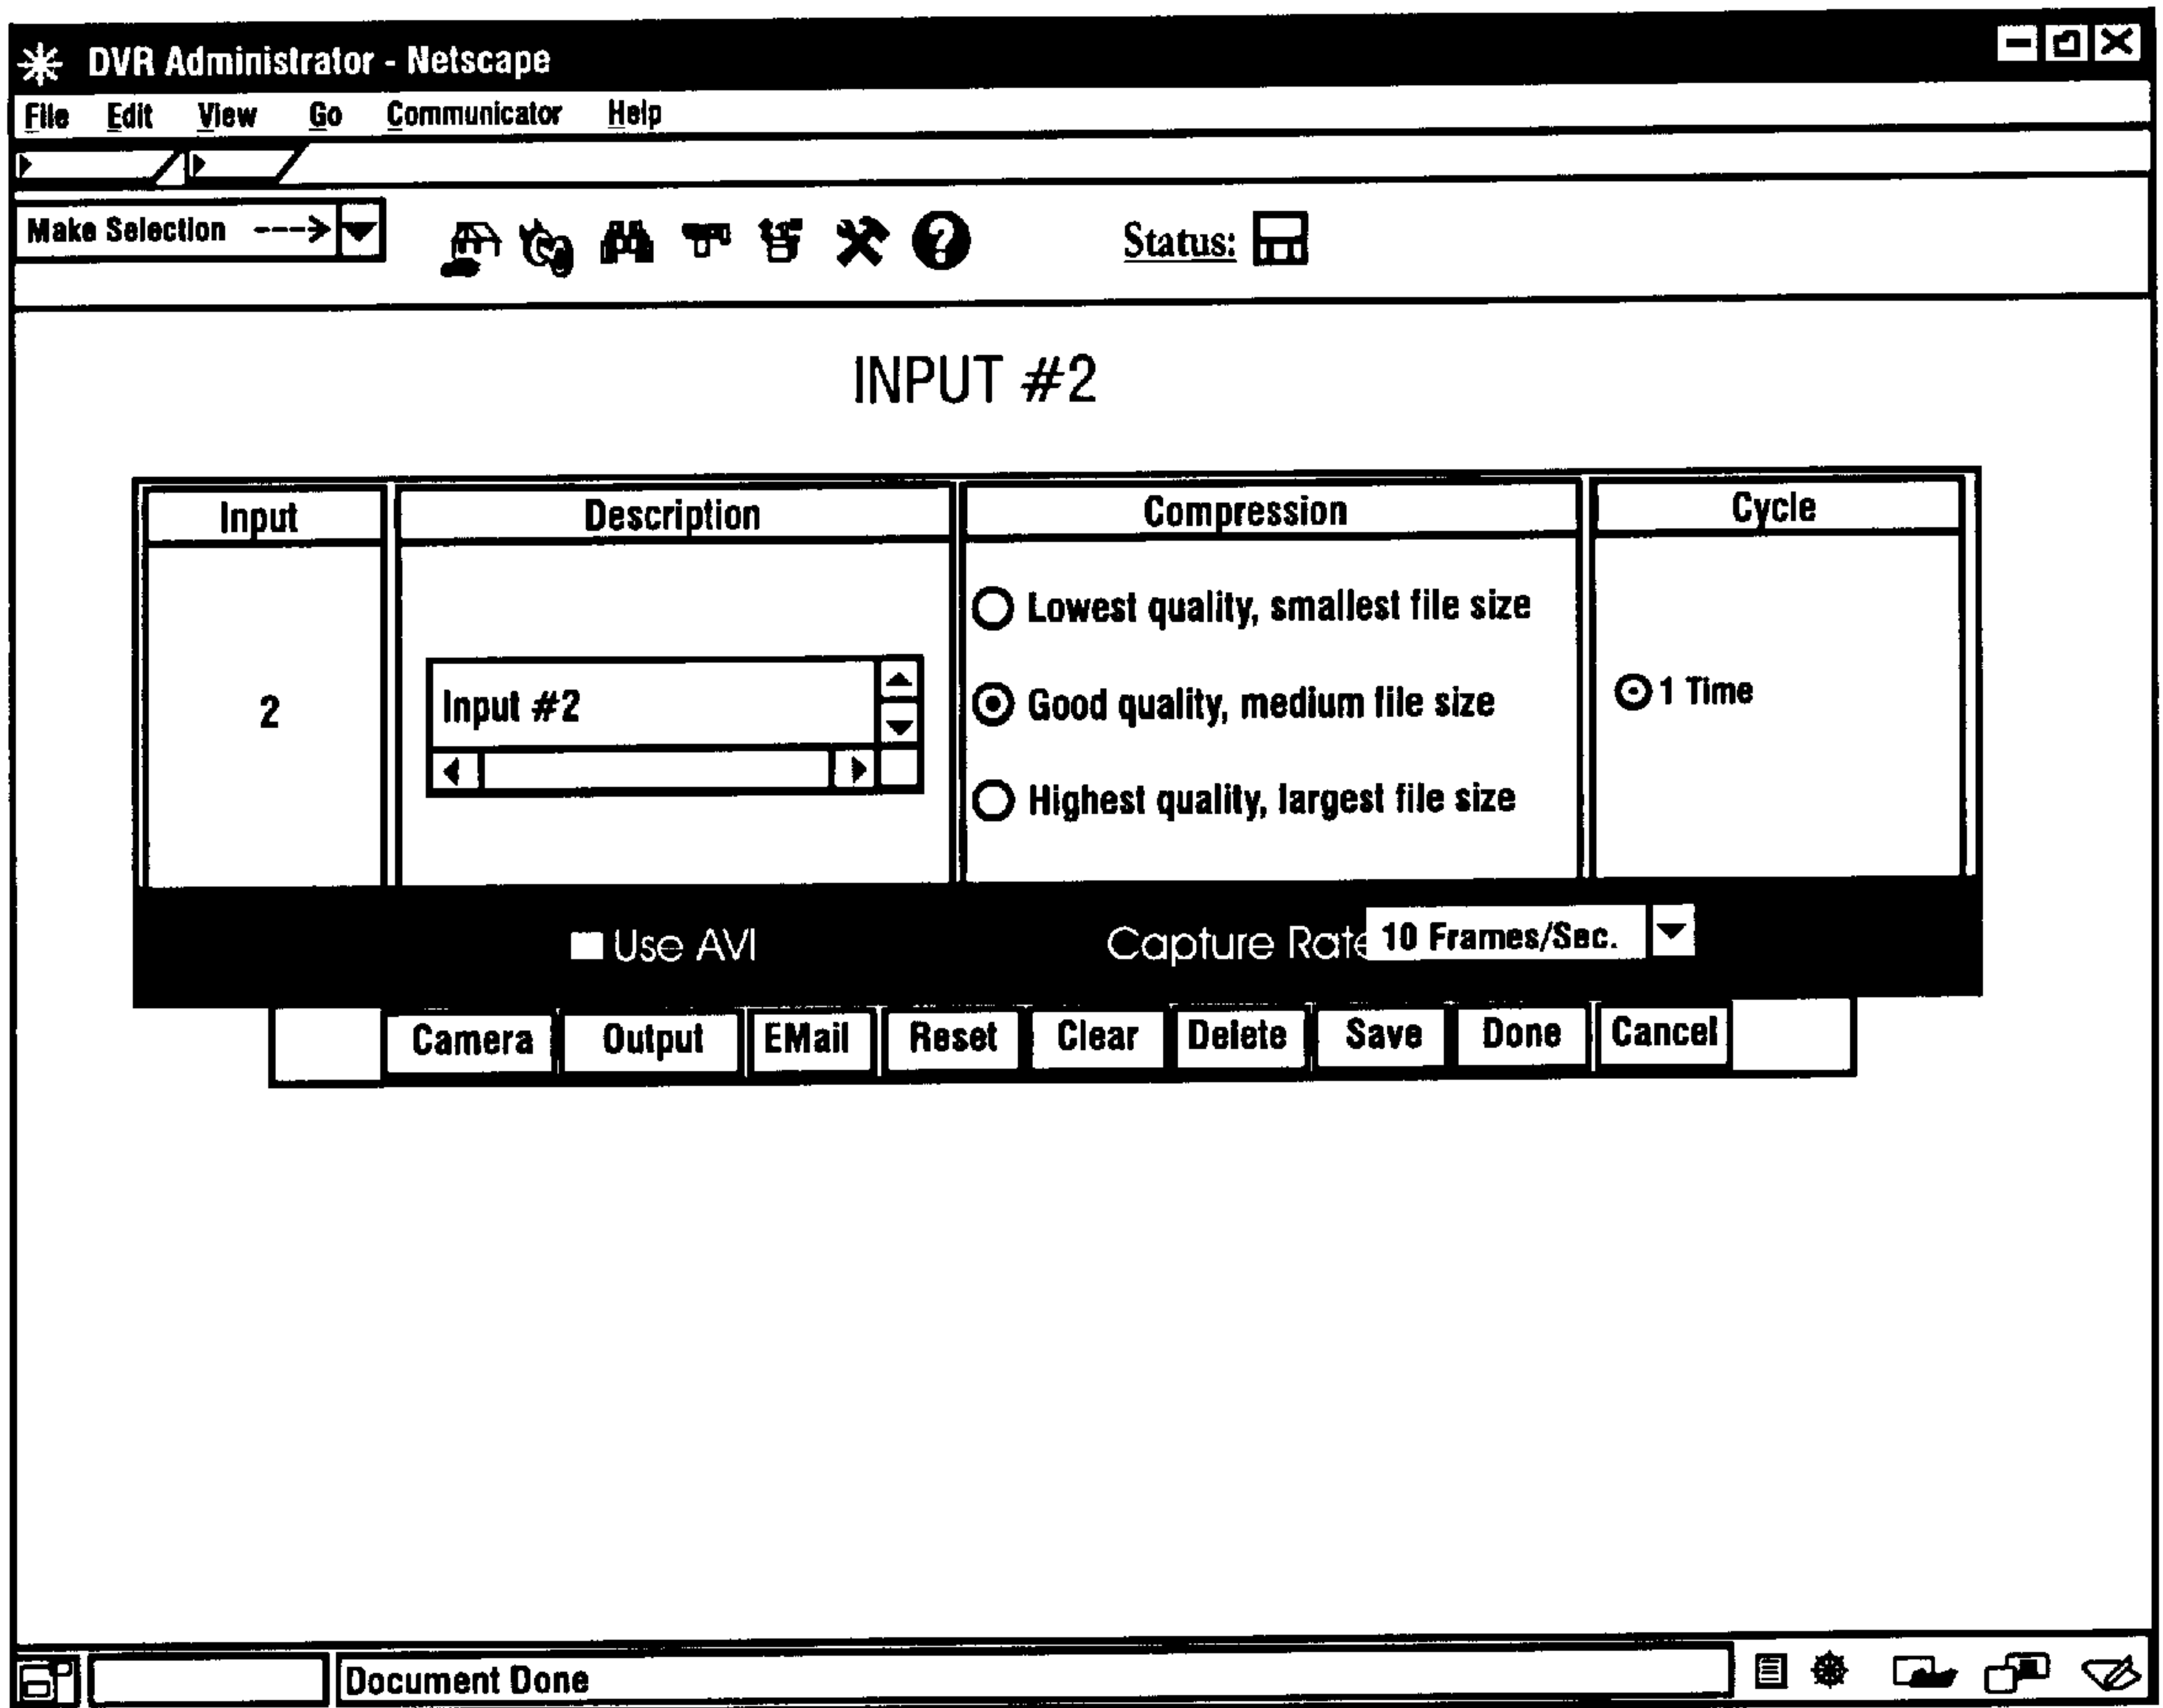 DVR Administrator - Netscape
File Edit View Go Communicator Help
Make Selection ---> Status:
INPUT #2
Input Description Compression Cycle
Lowest quality, smallest file size
2 Input #2 Good quality, medium file size 1 Time
Highest quality, largest file size
Use AVI Capture Rate 10 Frames/Sec.
Camera Output EMail Reset Clear Delete Save Done Cancel
Document Done